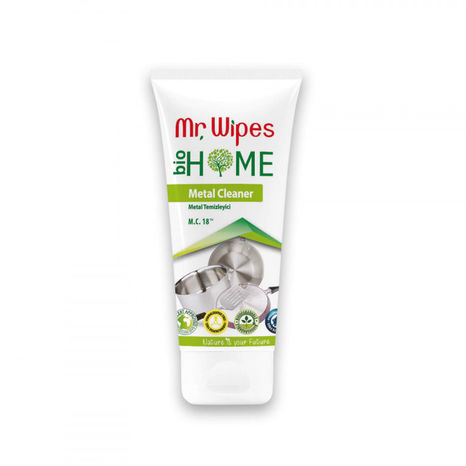 Mr. Wipes
bio HOME
Metal Cleaner
Metal Temizleyici
M.C. 18™
Nature is your Future